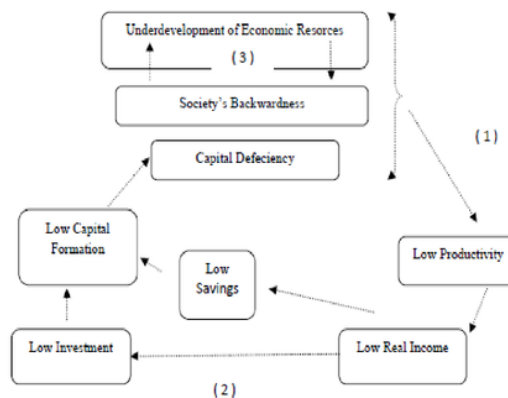 Underdevelopment of Economic Resorces
( 3 )
Society's Backwardness
( 1 )
Capital Defeciency
Low Capital
Formation
Low Productivity
Low
Savings
Low Investment
Low Real Income
( 2 )